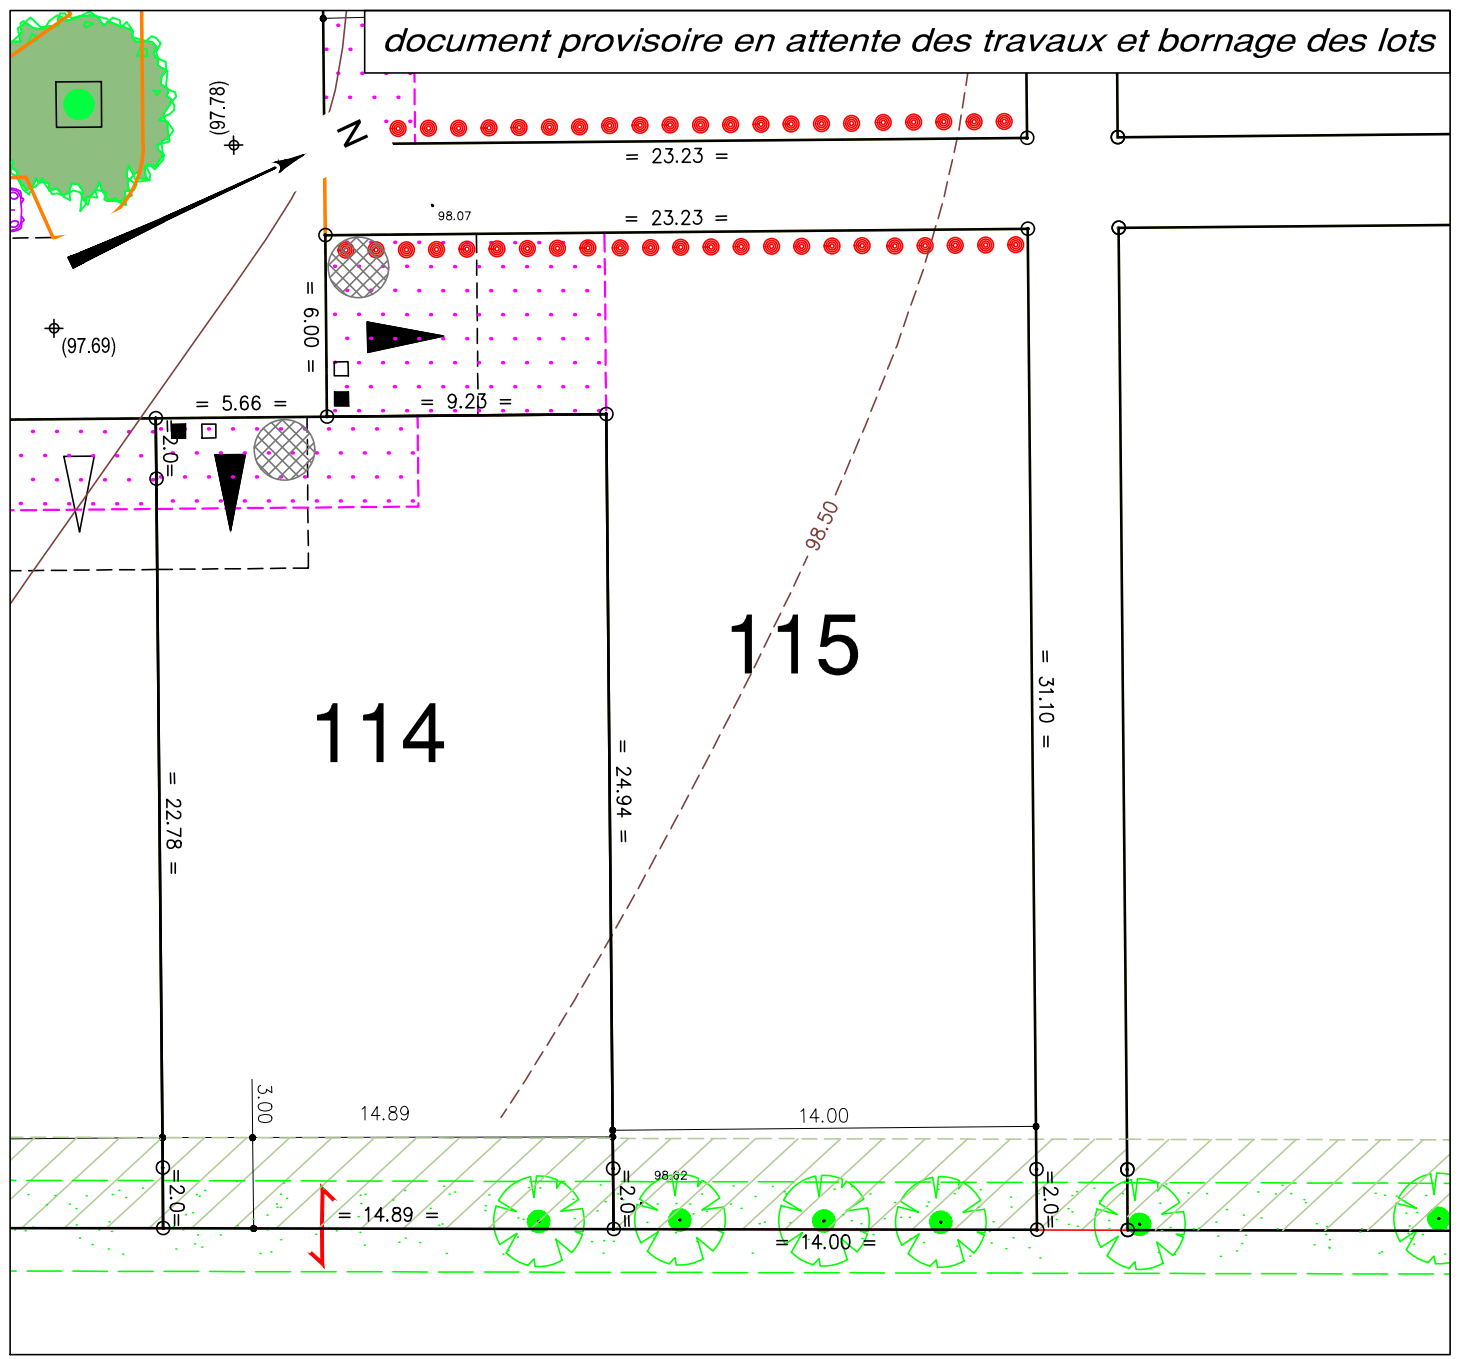 document provisoire en attente des travaux et bornage des lots
(97.78)
N
= 23.23 =
98.07
= 23.23 =
= 6.00 =
(97.69)
= 5.66 =
= 9.23 =
=2.0=
98.50
115
= 31.10 =
114
= 24.94 =
= 22.78 =
3.00
14.89
14.00
98.62
=2.0=
=2.0=
=2.0=
= 14.89 =
= 14.00 =